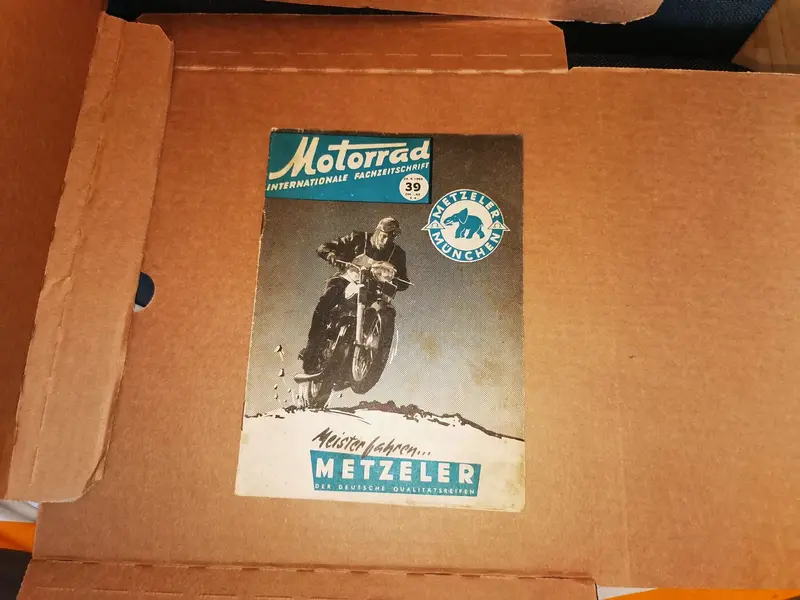 Motorrad
INTERNATIONALE FACHZEITSCHRIFT
39
METZELER
MÜNCHEN
Meister fahren...
METZELER
DER DEUTSCHE QUALITÄTSREIFEN